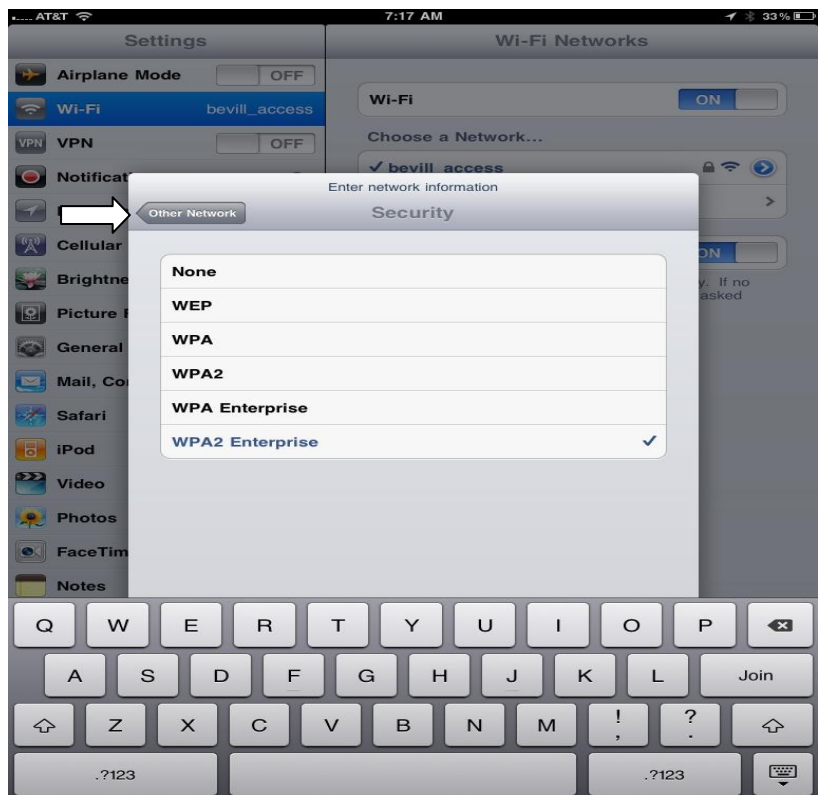 AT&T 7:17 AM 33%
Settings
Wi-Fi Networks
Airplane Mode OFF
Wi-Fi bevill_access
VPN VPN OFF
Notificat
Cellular
Brightne
Picture F
General
Mail, Co
Safari
iPod
Video
Photos
FaceTim
Notes
Wi-Fi ON
Choose a Network...
bevill_access
ON
y. If no
asked
Enter network information
Other Network Security
None
WEP
WPA
WPA2
WPA Enterprise
WPA2 Enterprise
Q W E R T Y U I O P
A S D F G H J K L Join
Z X C V B N M ! , ? .
.?123 .?123